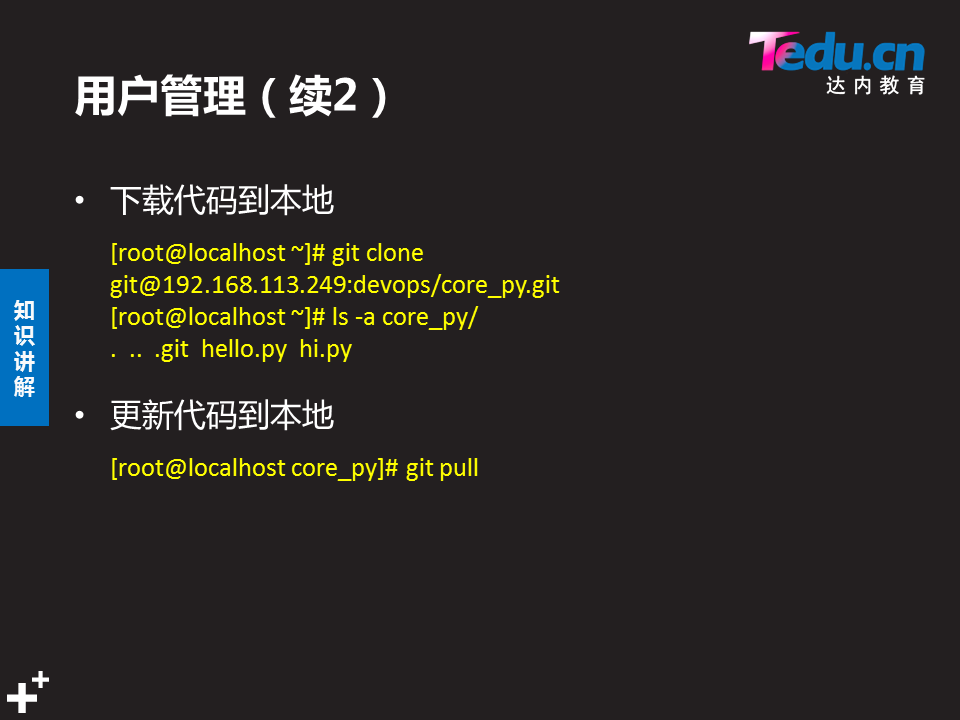 Tedu.cn
达内教育
用户管理（续2）
• 下载代码到本地
[root@localhost ~]# git clone
git@192.168.113.249:devops/core_py.git
[root@localhost ~]# ls -a core_py/
.  ..  .git  hello.py  hi.py
知识讲解
• 更新代码到本地
[root@localhost core_py]# git pull